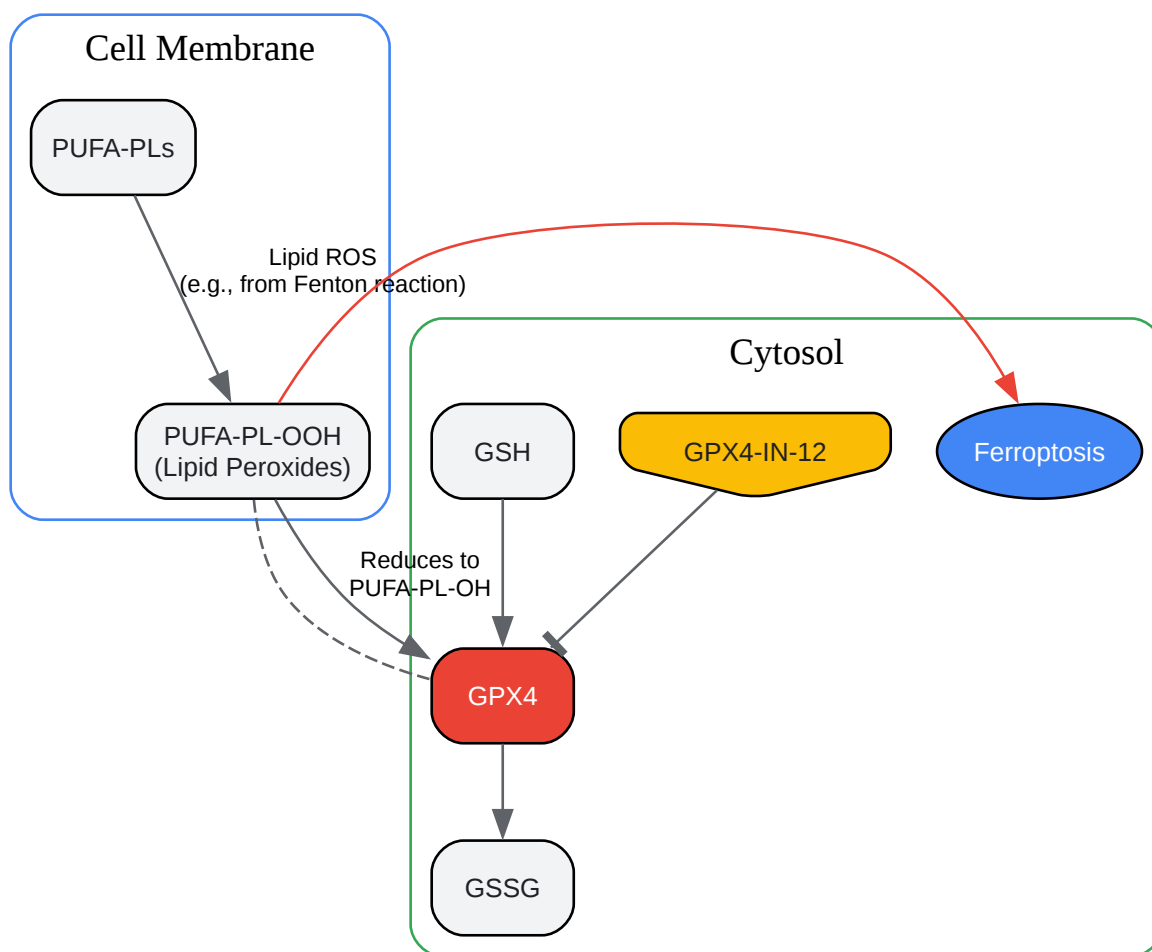 Cell Membrane
PUFA-PLs
Lipid ROS
(e.g., from Fenton reaction)
Cytosol
PUFA-PL-OOH
(Lipid Peroxides)
GSH
GPX4-IN-12
Ferroptosis
Reduces to
PUFA-PL-OH
GPX4
GSSG